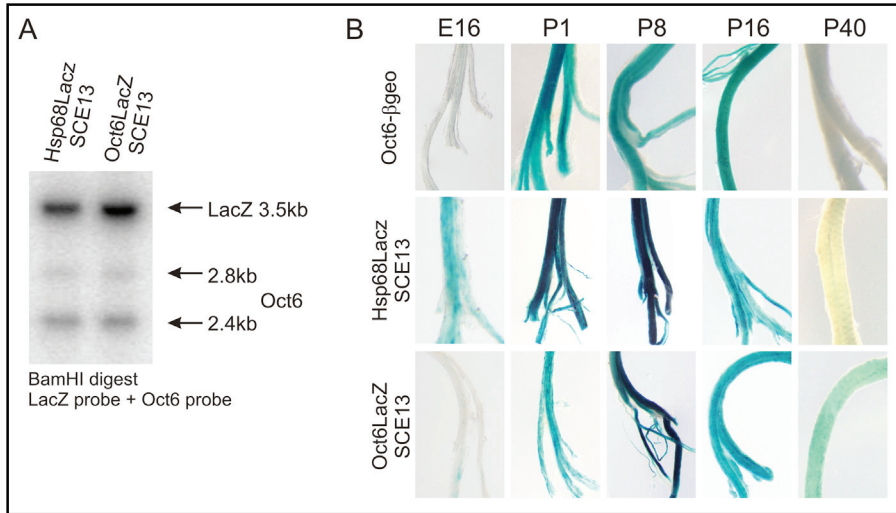 A
Hsp68Lacz
SCE13
Oct6LacZ
SCE13
LacZ 3.5kb
2.8kb
Oct6
2.4kb
BamHI digest
LacZ probe + Oct6 probe
B
E16 P1 P8 P16 P40
Oct6-βgeo
Hsp68Lacz
SCE13
Oct6LacZ
SCE13